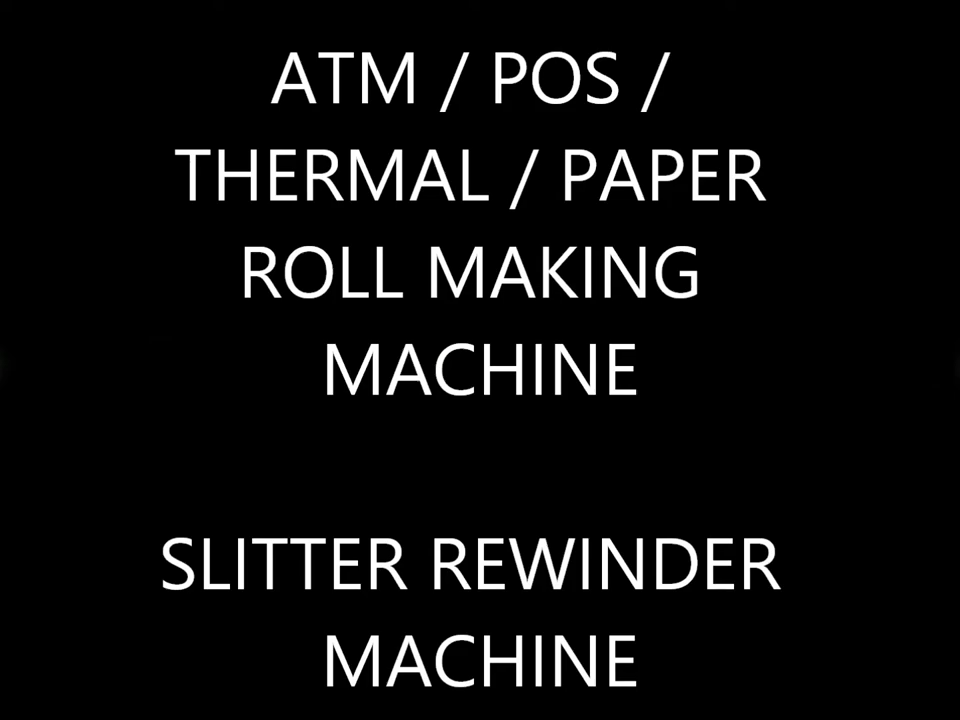 ATM / POS /
THERMAL / PAPER
ROLL MAKING
MACHINE
SLITTER REWINDER
MACHINE